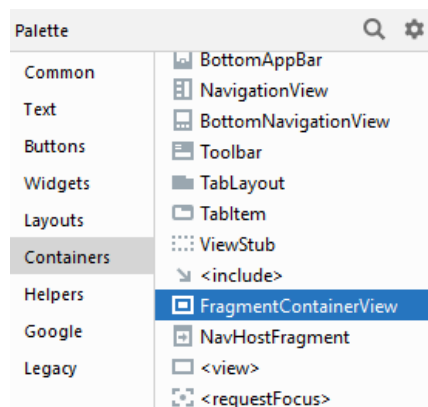 Palette
Common
Text
Buttons
Widgets
Layouts
Containers
Helpers
Google
Legacy
BottomAppBar
NavigationView
BottomNavigationView
Toolbar
TabLayout
TabItem
ViewStub
<include>
FragmentContainerView
NavHostFragment
<view>
<requestFocus>